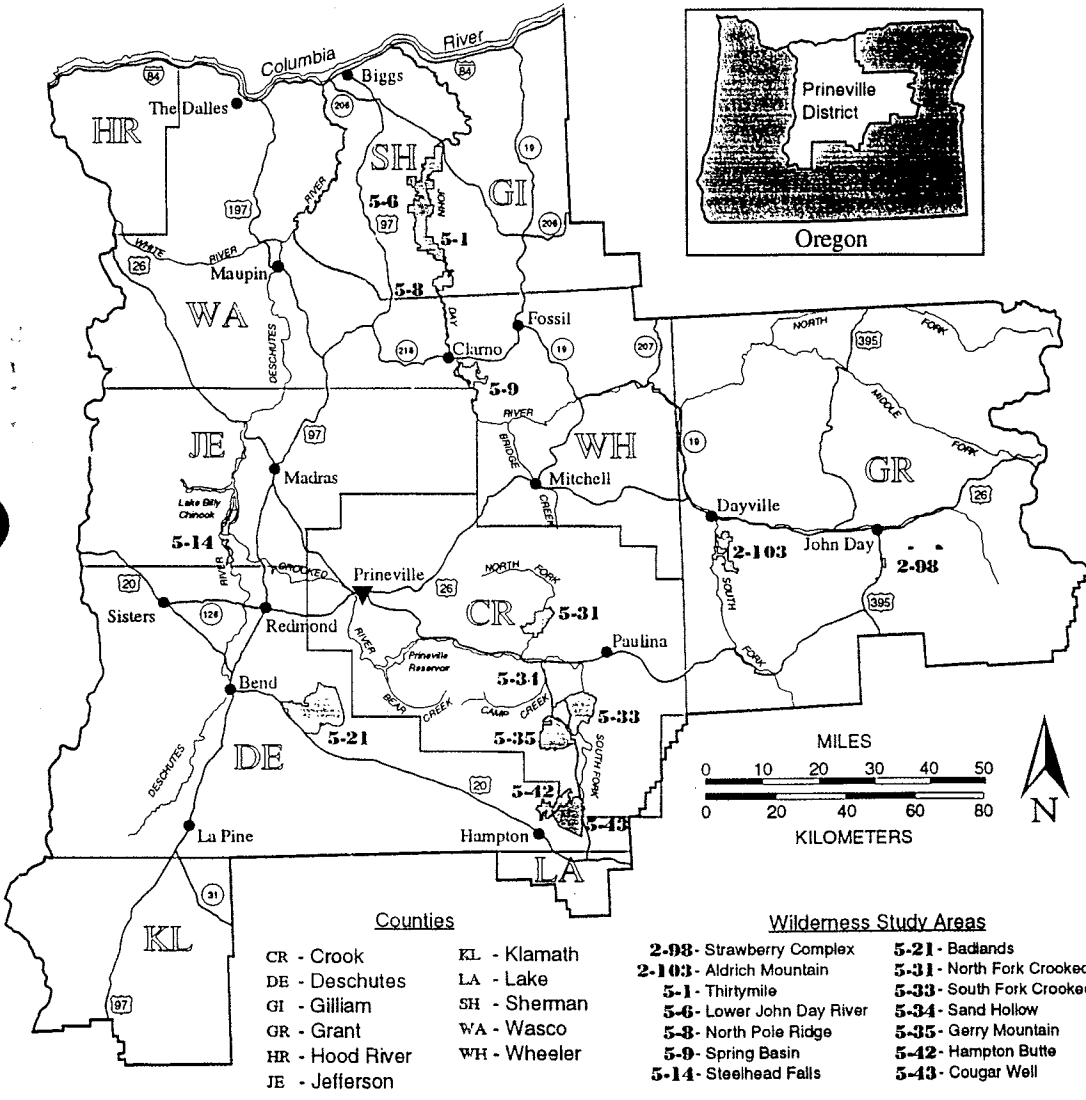 Columbia River
84
84
Biggs
The Dalles
206
HR
SH
GI
19
5-6
JOHN
RIVER
197
97
5-1
206
WHITE RIVER
26
Maupin
5-8
WA
DAY
Fossil
NORTH FORK
395
DESCHUTES
218
Clarno
19
207
5-9
MIDDLE FORK
RIVER
JE
97
BRIDGE CREEK
WH
19
GR
Madras
Mitchell
26
Lake Billy
Chinook
Dayville
5-14
John Day
2-103
2-98
RIVER
CROOKED
Prineville
NORTH FORK
20
26
SOUTH FORK
Sisters
126
Redmond
CR
5-31
395
RIVER
Prineville
Reservoir
Paulina
Bend
BEAR CREEK
CAMP CREEK
5-34
5-33
5-21
5-35
SOUTH FORK
DE
DESCHUTES
20
5-42
5-43
La Pine
Hampton
LA
31
KL
97
Prineville
District
Oregon
MILES
0 10 20 30 40 50
0 20 40 60 80
KILOMETERS
N
Counties
CR - Crook
DE - Deschutes
GI - Gilliam
GR - Grant
HR - Hood River
JE - Jefferson
KL - Klamath
LA - Lake
SH - Sherman
WA - Wasco
WH - Wheeler
Wilderness Study Areas
2-98 - Strawberry Complex
2-103 - Aldrich Mountain
5-1 - Thirtymile
5-6 - Lower John Day River
5-8 - North Pole Ridge
5-9 - Spring Basin
5-14 - Steelhead Falls
5-21 - Badlands
5-31 - North Fork Crooked
5-33 - South Fork Crooked
5-34 - Sand Hollow
5-35 - Gerry Mountain
5-42 - Hampton Butte
5-43 - Cougar Well